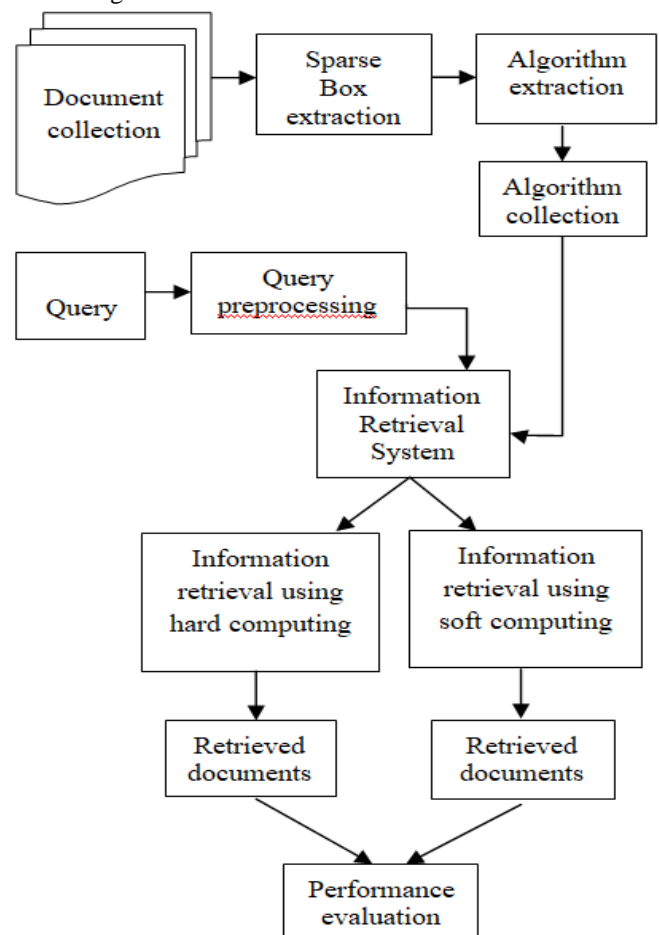 Document
collection
Sparse
Box
extraction
Algorithm
extraction
Algorithm
collection
Query
Query
preprocessing
Information
Retrieval
System
Information
retrieval using
hard computing
Information
retrieval using
soft computing
Retrieved
documents
Retrieved
documents
Performance
evaluation